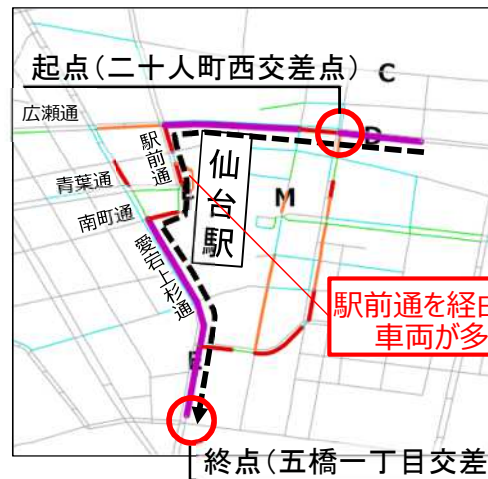 起点(二十人町西交差点)
C
広瀬通
D
駅前通
仙台駅
青葉通
M
南町通
愛宕上杉通
駅前通を経由
車両が多
E
終点(五橋一丁目交差